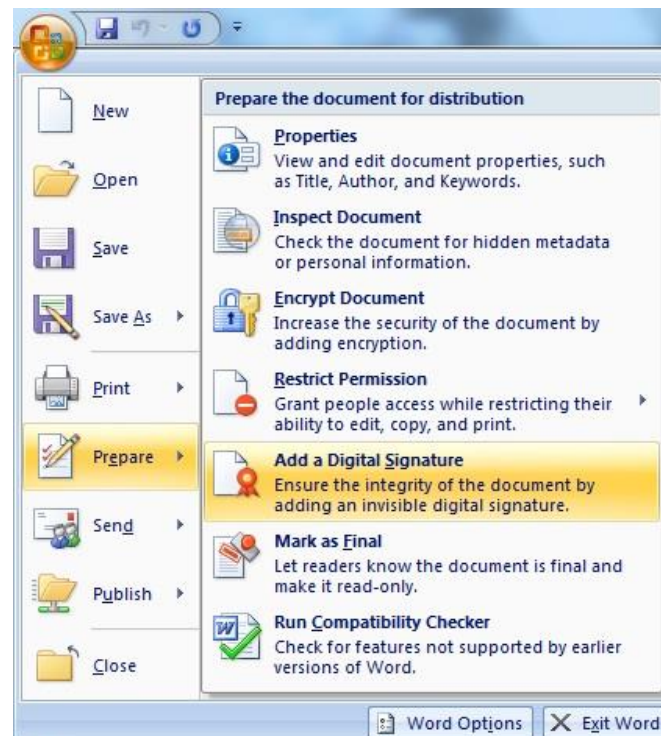 New
Open
Save
Save As
Print
Prepare
Send
Publish
Close
Prepare the document for distribution
Properties
View and edit document properties, such
as Title, Author, and Keywords.
Inspect Document
Check the document for hidden metadata
or personal information.
Encrypt Document
Increase the security of the document by
adding encryption.
Restrict Permission
Grant people access while restricting their
ability to edit, copy, and print.
Add a Digital Signature
Ensure the integrity of the document by
adding an invisible digital signature.
Mark as Final
Let readers know the document is final and
make it read-only.
Run Compatibility Checker
Check for features not supported by earlier
versions of Word.
Word Options
Exit Word